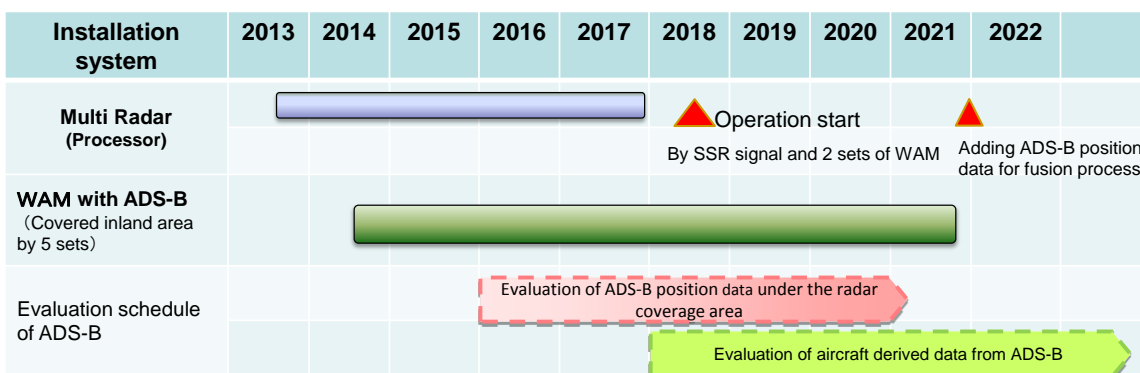 Installation system 2013 2014 2015 2016 2017 2018 2019 2020 2021 2022
Multi Radar
(Processor)
Operation start
By SSR signal and 2 sets of WAM
Adding ADS-B position
data for fusion process
WAM with ADS-B
（Covered inland area
by 5 sets）
Evaluation schedule
of ADS-B
Evaluation of ADS-B position data under the radar
coverage area
Evaluation of aircraft derived data from ADS-B